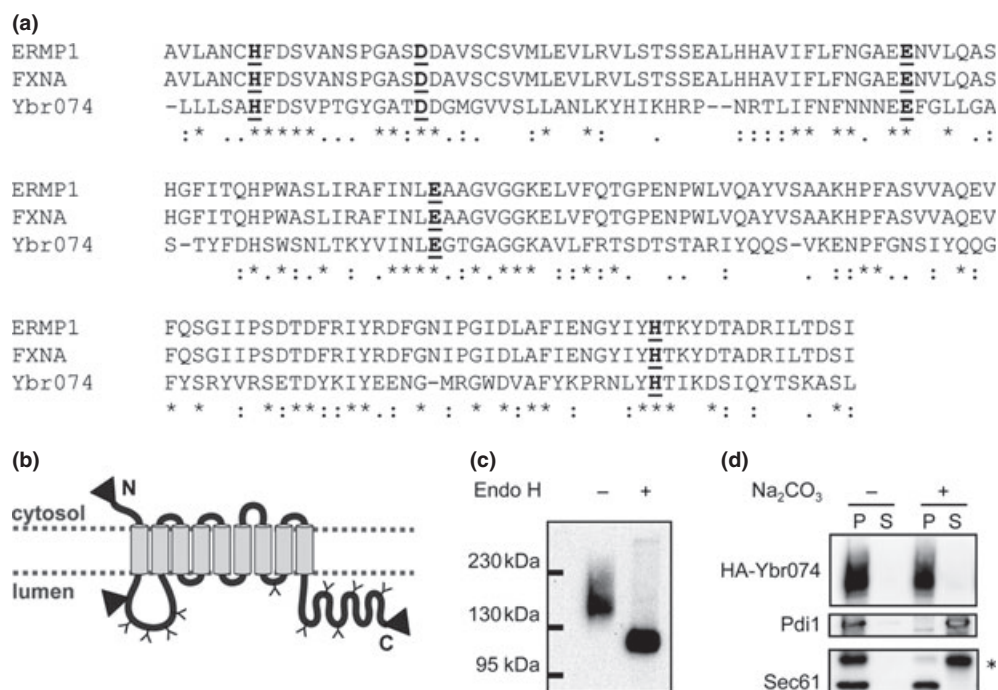 (a)
ERMP1 AVLANCHFDSVANSPGASDDAVSCSVMLEVLRVLSTSSEALHHAVIFLFNGAEENVLQAS
FXNA AVLANCHFDSVANSPGASDDAVSCSVMLEVLRVLSTSSEALHHAVIFLFNGAEENVLQAS
Ybr074 -LLLSAHFDSVPTGYGATDDGMGVVSLLANLKYHIKHRP--NRTLIFNFNNNEEFGLLGA
:* .. ***** ... **:**.:. :* *: . :::: ** ** .** . * .:
ERMP1 HGFITQHPWASLIRAFINLEAAGVGGKELVFQTGPENPWLVQAYVSAAKHPFASVVAQEV
FXNA HGFITQHPWASLIRAFINLEAAGVGGKELVFQTGPENPWLVQAYVSAAKHPFASVVAQEV
Ybr074 S-TYFDHSWSNLTKYVINLEGTGAGGKAVLFRTSDTSTARIYQQS-VKENPFGNSIYQQG
:*.*:.* : .****.:*.*** ::*:*. .. : . ::**.. : *:
ERMP1 FQSGIIPSDTDFRIYRDFGNIPGIDLAFIENGYIYHTKYDTADRILTDSI
FXNA FQSGIIPSDTDFRIYRDFGNIPGIDLAFIENGYIYHTKYDTADRILTDSI
Ybr074 FYSRYVRSETDYKIYEENG-MRGWDVAFYKPRNLYHTIKDSIQYTSKASL
* * : *:**::**.: * : * *:** : :*** *: : . *:
(b)
N
cytosol
lumen
C
(c)
Endo H – +
230 kDa
130 kDa
95 kDa
(d)
Na2CO3 – +
P S P S
HA-Ybr074
Pdi1
*
Sec61